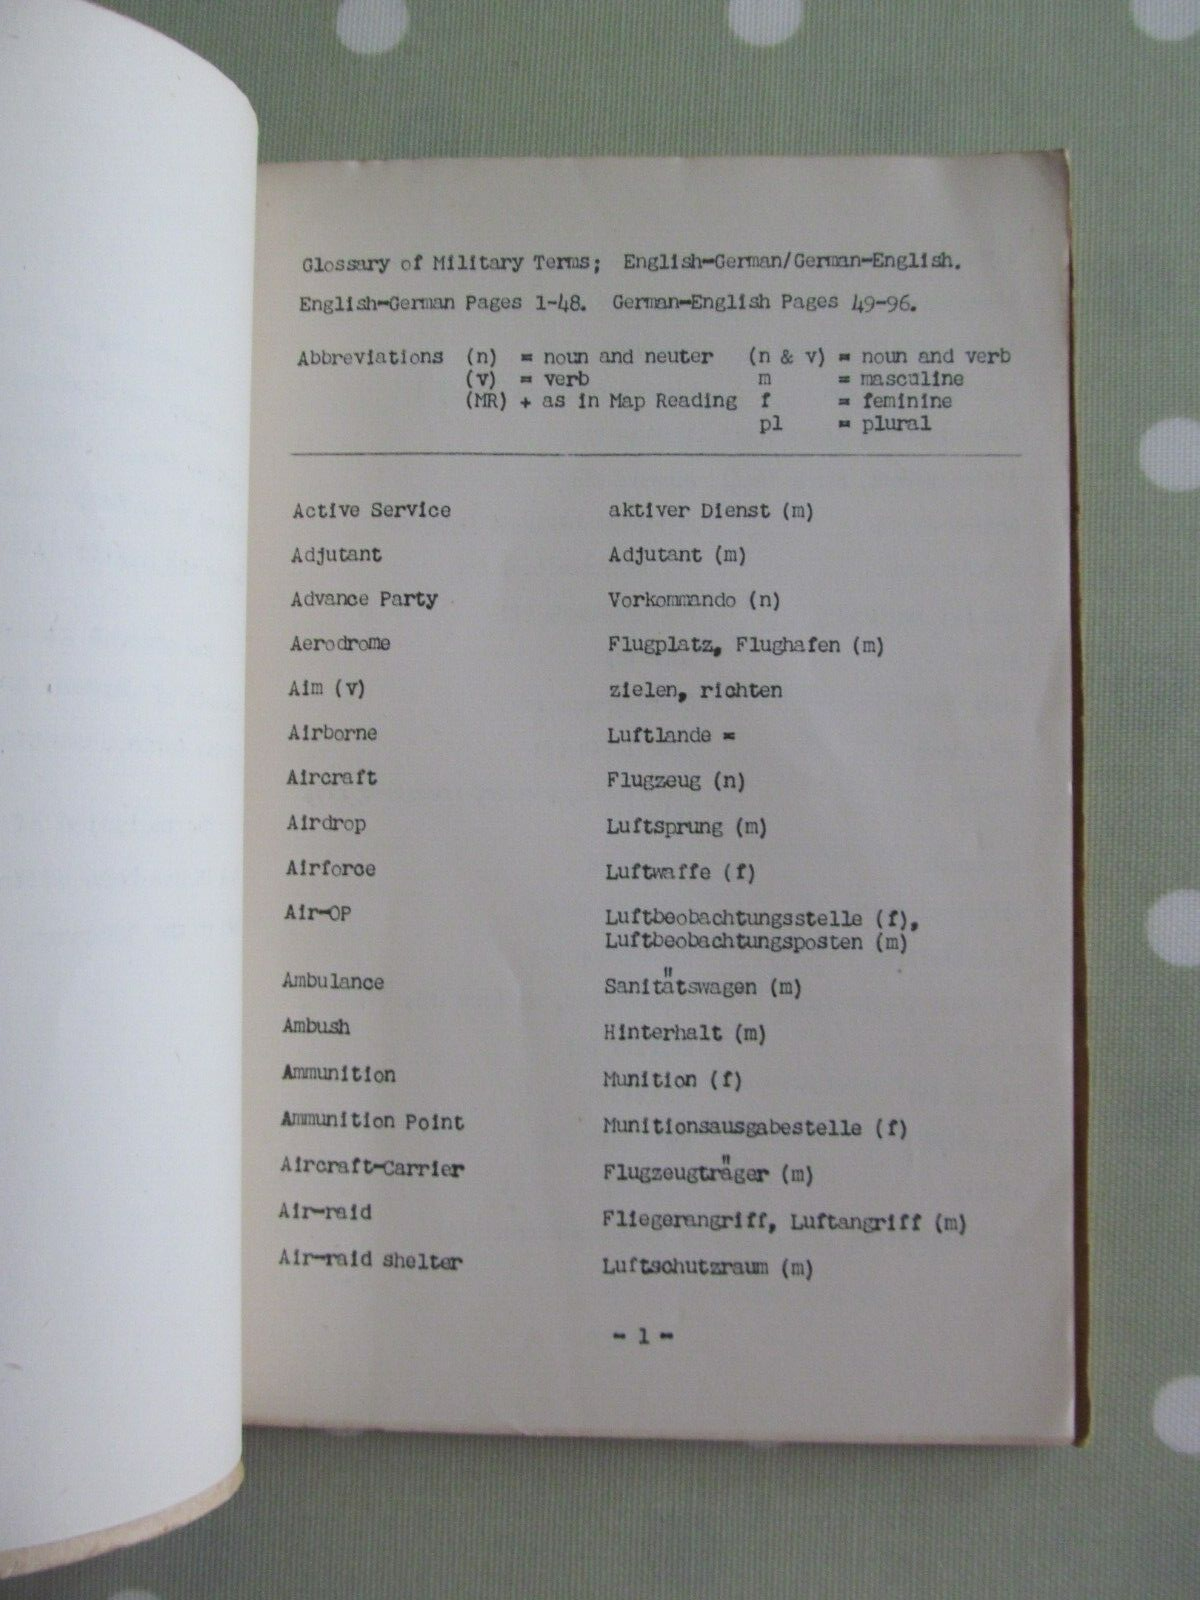 Glossary of Military Terms; English-German/German-English.
English-German Pages 1-48. German-English Pages 49-96.
Abbreviations (n) = noun and neuter (n & v) = noun and verb
(v) = verb m = masculine
(MR) + as in Map Reading f = feminine
pl = plural
Active Service aktiver Dienst (m)
Adjutant Adjutant (m)
Advance Party Vorkommando (n)
Aerodrome Flugplatz, Flughafen (m)
Aim (v) zielen, richten
Airborne Luftlande =
Aircraft Flugzeug (n)
Airdrop Luftsprung (m)
Airforce Luftwaffe (f)
Air-OP Luftbeobachtungsstelle (f),
Luftbeobachtungsposten (m)
Ambulance Sanitätswagen (m)
Ambush Hinterhalt (m)
Ammunition Munition (f)
Ammunition Point Munitionsausgabestelle (f)
Aircraft-Carrier Flugzeugträger (m)
Air-raid Fliegerangriff, Luftangriff (m)
Air-raid shelter Luftschutzraum (m)
- 1 -